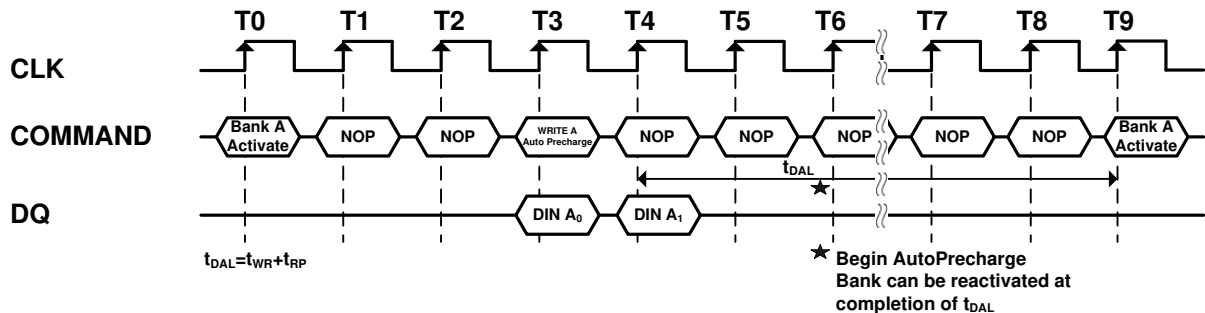 T0 T1 T2 T3 T4 T5 T6 T7 T8 T9
CLK
COMMAND Bank A Activate NOP NOP WRITE A Auto Precharge NOP NOP NOP NOP NOP Bank A Activate
tDAL
★
DQ DIN A0 DIN A1
tDAL=tWR+tRP
★ Begin AutoPrecharge
Bank can be reactivated at
completion of tDAL